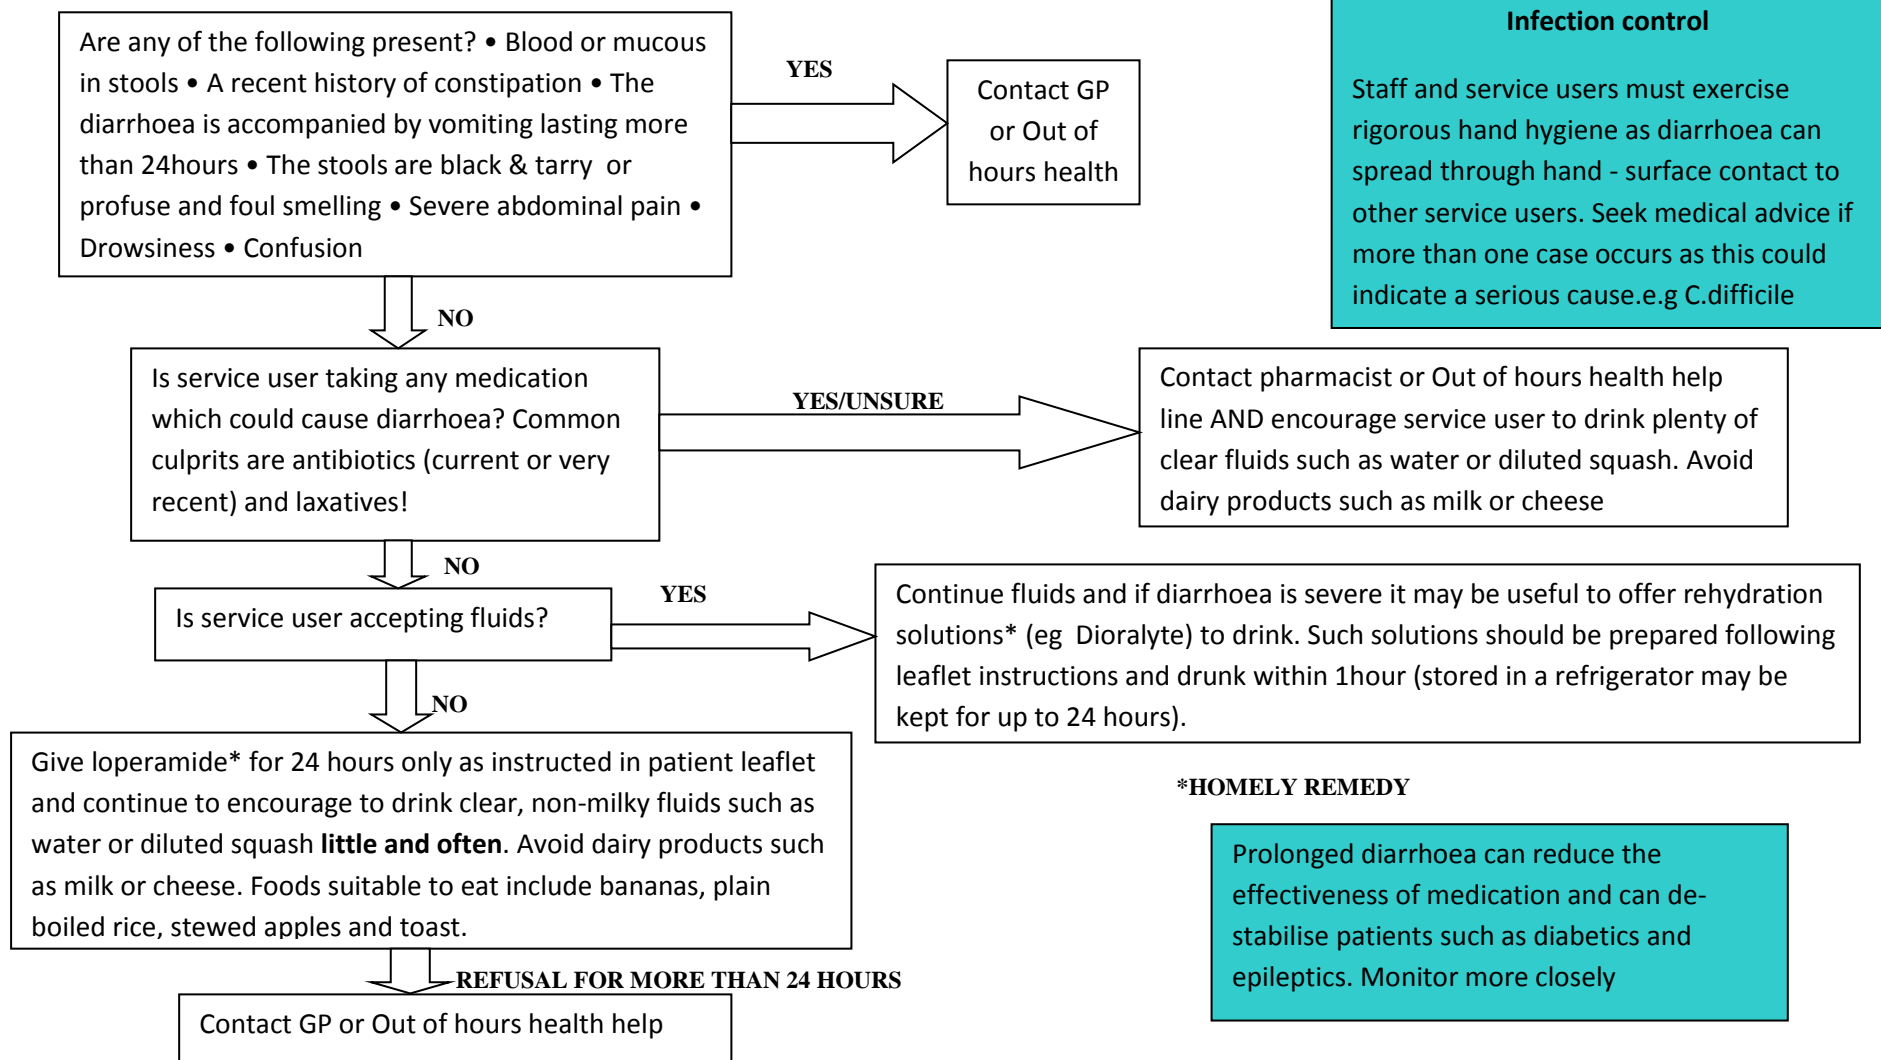 Are any of the following present? • Blood or mucous
in stools • A recent history of constipation • The
diarrhoea is accompanied by vomiting lasting more
than 24hours • The stools are black & tarry or
profuse and foul smelling • Severe abdominal pain •
Drowsiness • Confusion
YES
Contact GP
or Out of
hours health
Infection control
Staff and service users must exercise
rigorous hand hygiene as diarrhoea can
spread through hand - surface contact to
other service users. Seek medical advice if
more than one case occurs as this could
indicate a serious cause.e.g C.difficile
NO
Is service user taking any medication
which could cause diarrhoea? Common
culprits are antibiotics (current or very
recent) and laxatives!
YES/UNSURE
Contact pharmacist or Out of hours health help
line AND encourage service user to drink plenty of
clear fluids such as water or diluted squash. Avoid
dairy products such as milk or cheese
NO
Is service user accepting fluids?
YES
Continue fluids and if diarrhoea is severe it may be useful to offer rehydration
solutions* (eg Dioralyte) to drink. Such solutions should be prepared following
leaflet instructions and drunk within 1hour (stored in a refrigerator may be
kept for up to 24 hours).
NO
Give loperamide* for 24 hours only as instructed in patient leaflet
and continue to encourage to drink clear, non-milky fluids such as
water or diluted squash little and often. Avoid dairy products such
as milk or cheese. Foods suitable to eat include bananas, plain
boiled rice, stewed apples and toast.
*HOMELY REMEDY
Prolonged diarrhoea can reduce the
effectiveness of medication and can de-
stabilise patients such as diabetics and
epileptics. Monitor more closely
REFUSAL FOR MORE THAN 24 HOURS
Contact GP or Out of hours health help